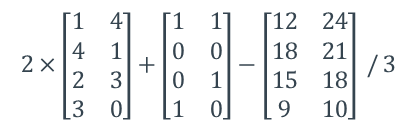 2 × [1 4; 4 1; 2 3; 3 0] + [1 1; 0 0; 0 1; 1 0] − [12 24; 18 21; 15 18; 9 10] / 3